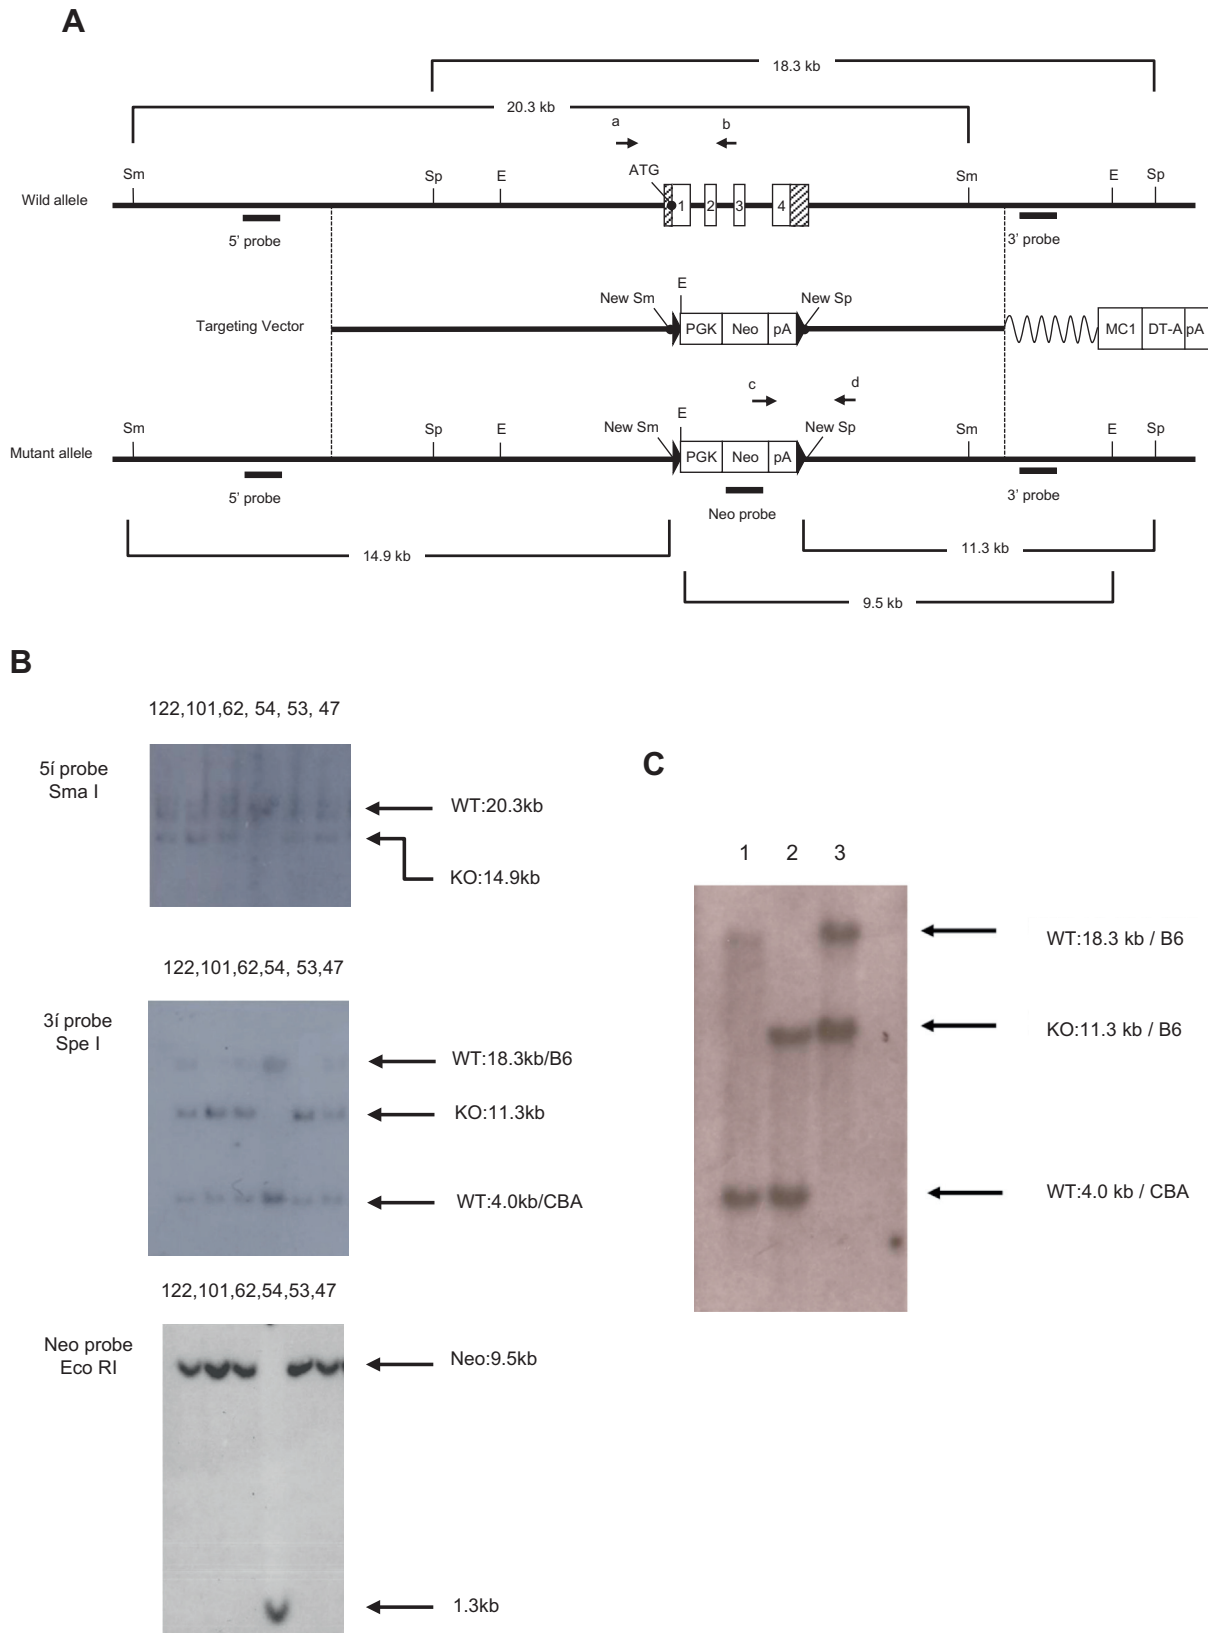 A
18.3 kb
20.3 kb
a b
ATG
Sm Sp E Sm E Sp
Wild allele
1 2 3 4
5' probe 3' probe
E
New Sm New Sp
Targeting Vector
PGK Neo pA MC1 DT-A pA
c d
E
Sm Sp E New Sm New Sp Sm E Sp
Mutant allele
PGK Neo pA
5' probe Neo probe 3' probe
14.9 kb 11.3 kb
9.5 kb
B
122,101,62, 54, 53, 47
5í probe
Sma I
WT:20.3kb
KO:14.9kb
122,101,62,54, 53,47
3í probe
Spe I
WT:18.3kb/B6
KO:11.3kb
WT:4.0kb/CBA
122,101,62,54,53,47
Neo probe
Eco RI
Neo:9.5kb
1.3kb
C
1 2 3
WT:18.3 kb / B6
KO:11.3 kb / B6
WT:4.0 kb / CBA